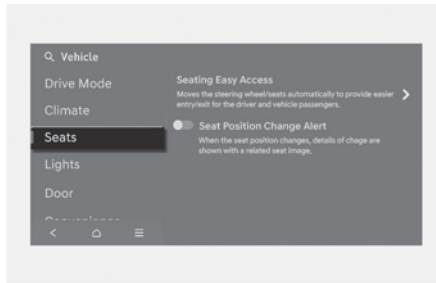 Vehicle
Drive Mode
Climate
Seats
Lights
Door
Convenience
Seating Easy Access
Moves the steering wheel/seats automatically to provide easier
entry/exit for the driver and vehicle passengers.
Seat Position Change Alert
When the seat position changes, details of chage are
shown with a related seat image.